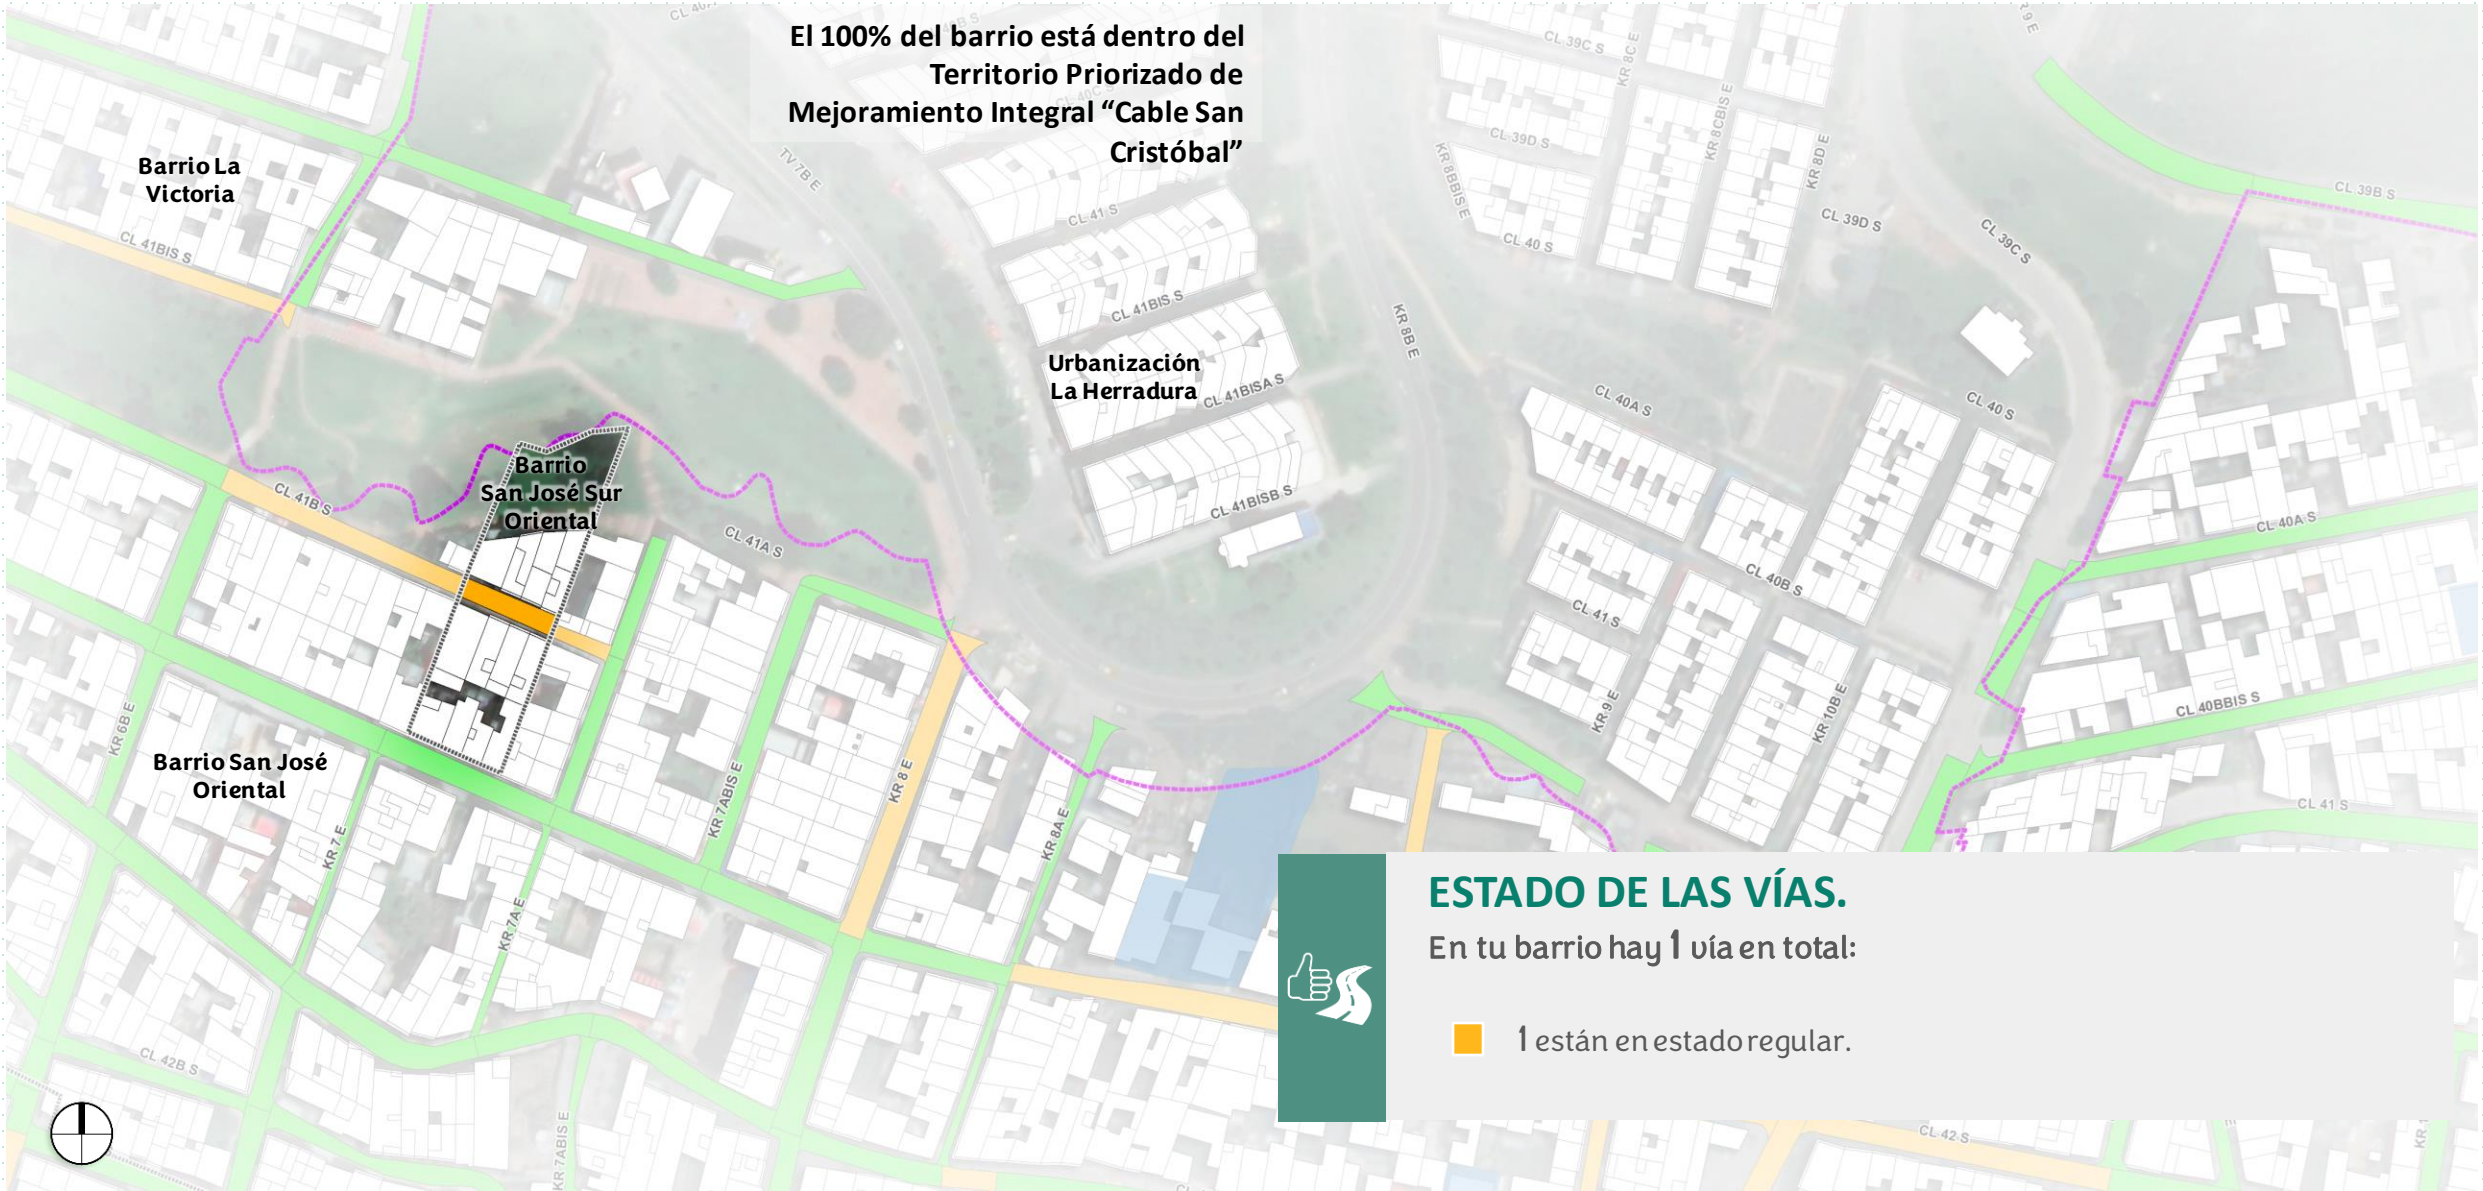 El 100% del barrio está dentro del
Territorio Priorizado de
Mejoramiento Integral “Cable San
Cristóbal”
CL 40C S
CL 39C S
KR 8C E
KR 9 E
CL 39D S
KR 8CBIS E
KR 8BBIS E
KR 8D E
CL 40 S
CL 39D S
CL 39C S
CL 39B S
Barrio La
Victoria
CL 41BIS S
TV 7B E
CL 41 S
CL 41BIS S
KR 8B E
Urbanización
La Herradura
CL 41BISA S
CL 41BISB S
CL 40A S
CL 40 S
CL 40B S
CL 41 S
CL 40A S
CL 40BBIS S
KR 9 E
KR 10B E
CL 41 S
Barrio
San José Sur
Oriental
CL 41B S
CL 41A S
KR 6B E
Barrio San José
Oriental
KR 7 E
KR 7A E
KR 7ABIS E
KR 8 E
KR 8A E
CL 42B S
KR 7ABIS E
CL 42 S
ESTADO DE LAS VÍAS.
En tu barrio hay 1 vía en total:
1 están en estado regular.